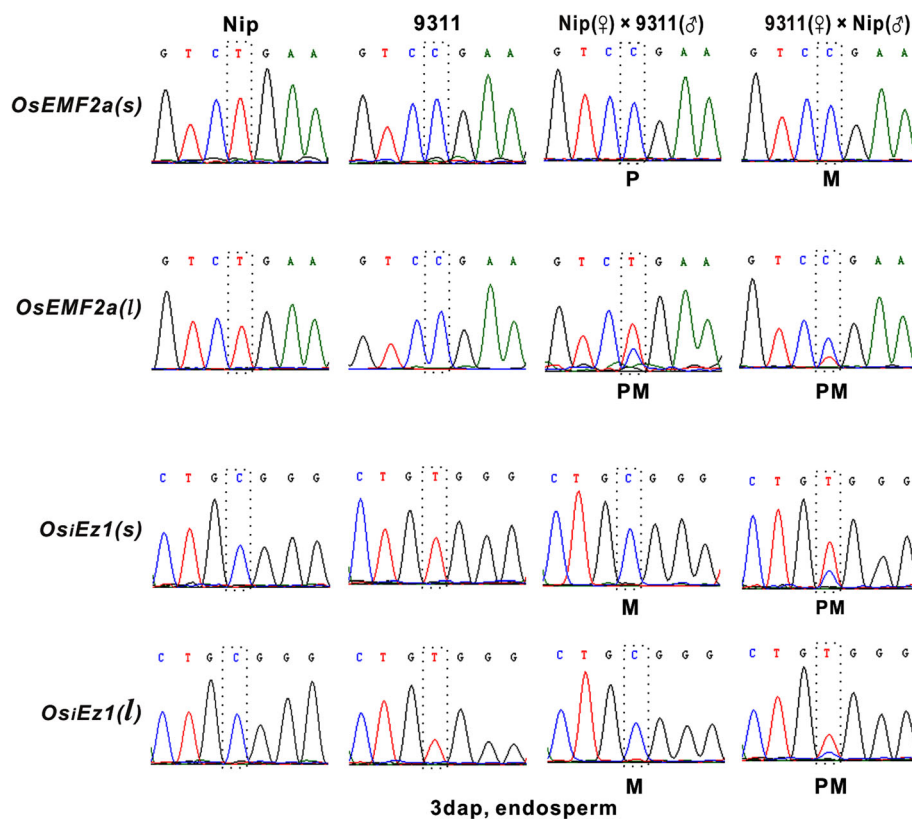 Nip 9311 Nip(♀) × 9311(♂) 9311(♀) × Nip(♂)
G T C T G A A G T C C G A A G T C C G A A G T C C G A A
OsEMF2a(s)
P M
G T C T G A A G T C C G A A G T C T G A A G T C C G A A
OsEMF2a(l)
PM PM
C T G C G G G C T G T G G G C T G C G G G C T G T G G G
OsiEz1(s)
M PM
C T G C G G G C T G T G G G C T G C G G G C T G T G G G
OsiEz1(l)
M PM
3dap, endosperm